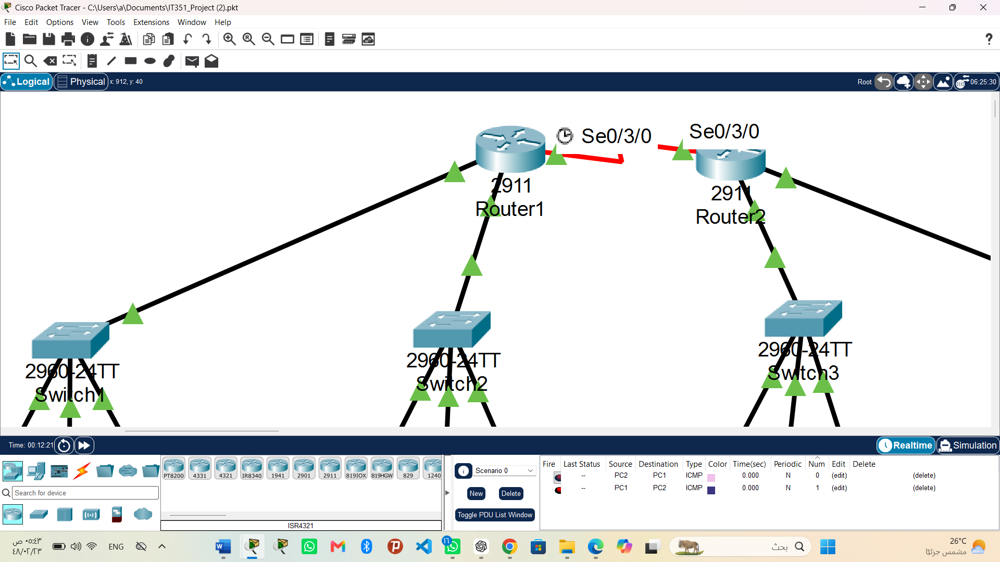 Cisco Packet Tracer - C:\Users\a\Documents\IT351_Project (2).pkt
File Edit Options View Tools Extensions Window Help
?
Logical Physical x: 912, y: 40 Root 06:25:30
Se0/3/0 Se0/3/0
2911
Router1
2911
Router2
2960-24TT
Switch1
2960-24TT
Switch2
2960-24TT
Switch3
Time: 00:12:21 Realtime Simulation
PT8200 4331 4321 IR8340 1941 2901 2911 819IOX 819HGW 829 1240
Search for device
ISR4321
Scenario 0
New Delete
Toggle PDU List Window
Fire Last Status Source Destination Type Color Time(sec) Periodic Num Edit Delete
-- PC2 PC1 ICMP 0.000 N 0 (edit) (delete)
-- PC1 PC2 ICMP 0.000 N 1 (edit) (delete)
٠٥:٤٣ ص
٤٨/٠٢/٢٣
ENG
١٦
بحث
26°C
مشمس جزئيًا